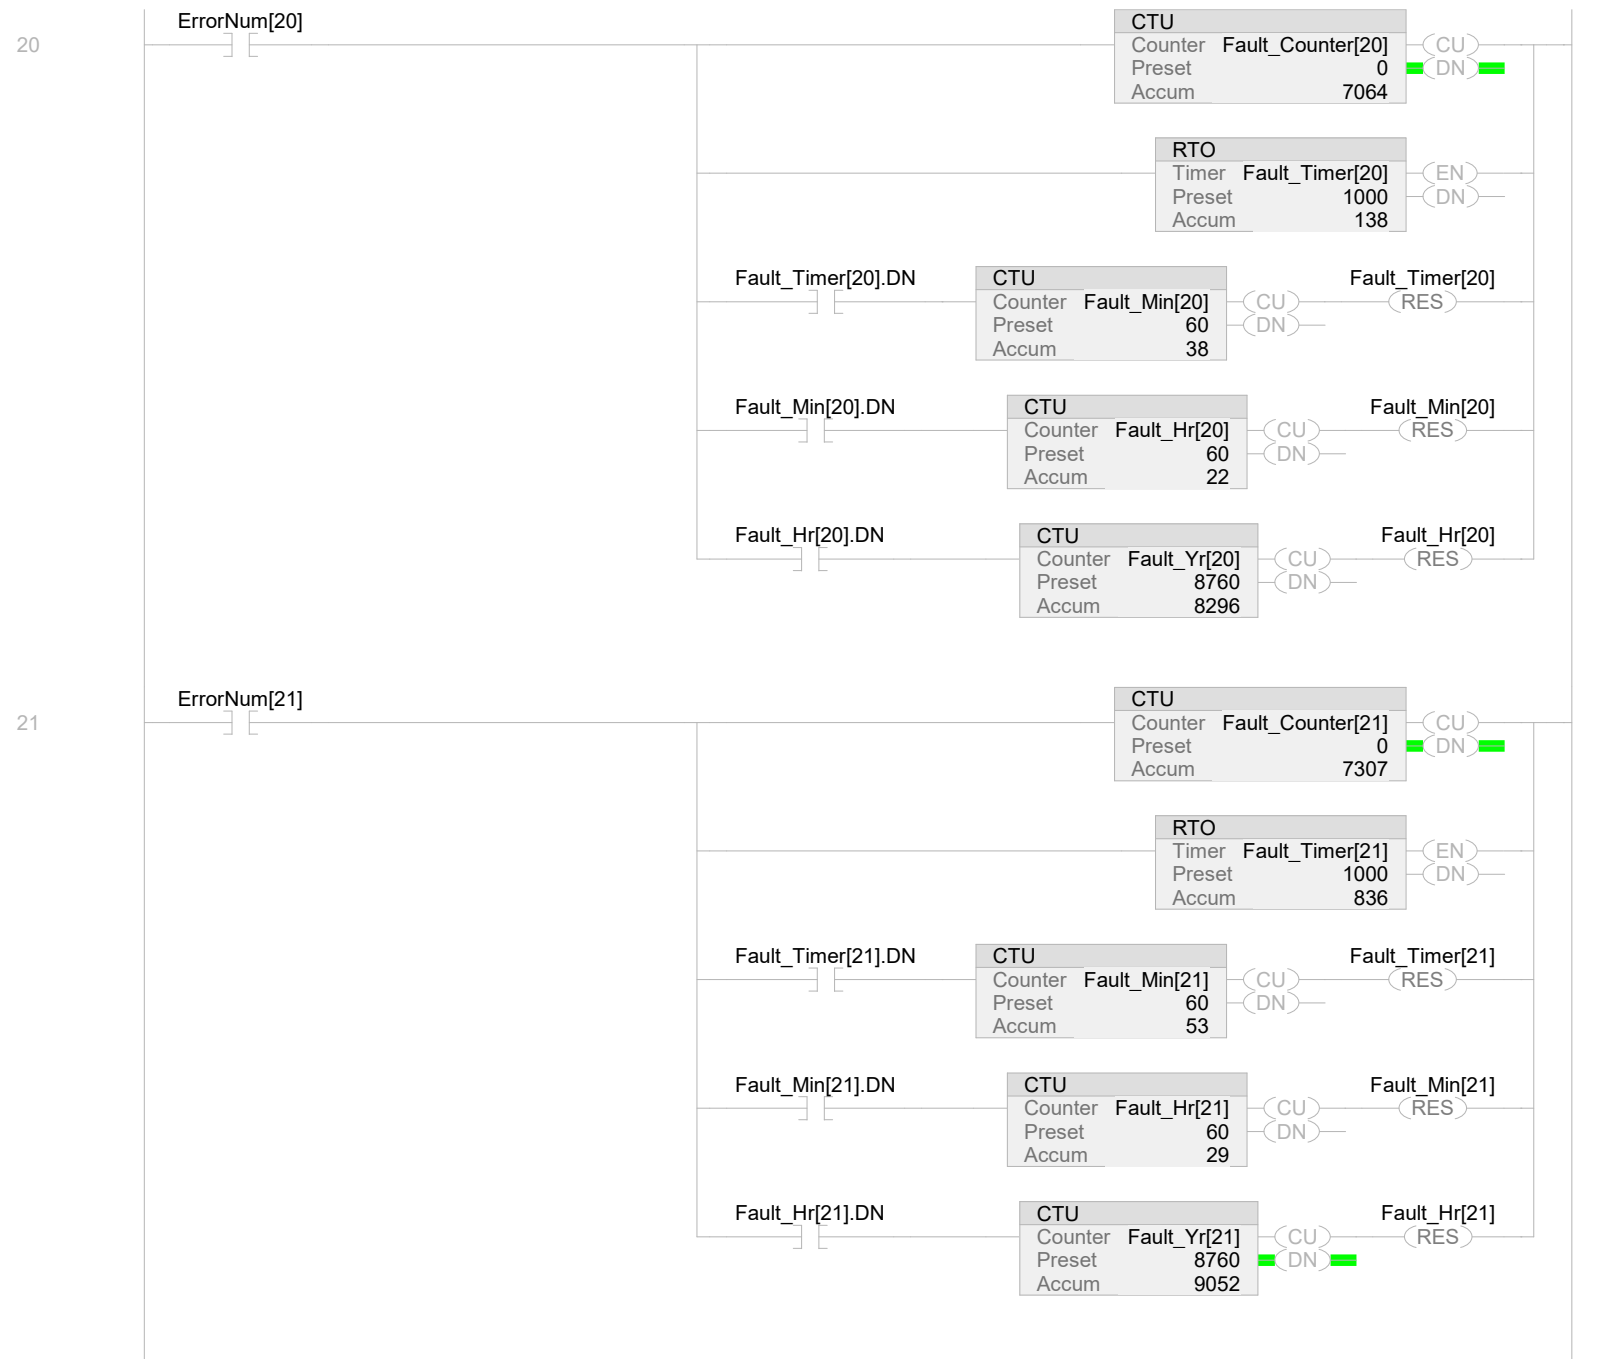 ErrorNum[20]
20
CTU
Counter Fault_Counter[20] CU
Preset 0 DN
Accum 7064
RTO
Timer Fault_Timer[20] EN
Preset 1000 DN
Accum 138
Fault_Timer[20].DN
CTU
Fault_Timer[20]
Counter Fault_Min[20] CU RES
Preset 60 DN
Accum 38
Fault_Min[20].DN
CTU
Fault_Min[20]
Counter Fault_Hr[20] CU RES
Preset 60 DN
Accum 22
Fault_Hr[20].DN
CTU
Fault_Hr[20]
Counter Fault_Yr[20] CU RES
Preset 8760 DN
Accum 8296
ErrorNum[21]
21
CTU
Counter Fault_Counter[21] CU
Preset 0 DN
Accum 7307
RTO
Timer Fault_Timer[21] EN
Preset 1000 DN
Accum 836
Fault_Timer[21].DN
CTU
Fault_Timer[21]
Counter Fault_Min[21] CU RES
Preset 60 DN
Accum 53
Fault_Min[21].DN
CTU
Fault_Min[21]
Counter Fault_Hr[21] CU RES
Preset 60 DN
Accum 29
Fault_Hr[21].DN
CTU
Fault_Hr[21]
Counter Fault_Yr[21] CU RES
Preset 8760 DN
Accum 9052